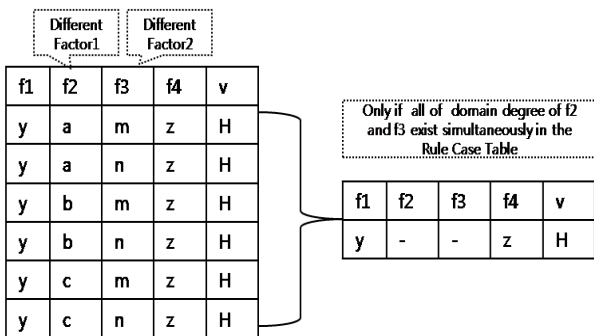 Different
Factor1
Different
Factor2
f1 f2 f3 f4 v
y a m z H
y a n z H
y b m z H
y b n z H
y c m z H
y c n z H
Only if all of domain degree of f2
and f3 exist simultaneously in the
Rule Case Table
f1 f2 f3 f4 v
y - - z H